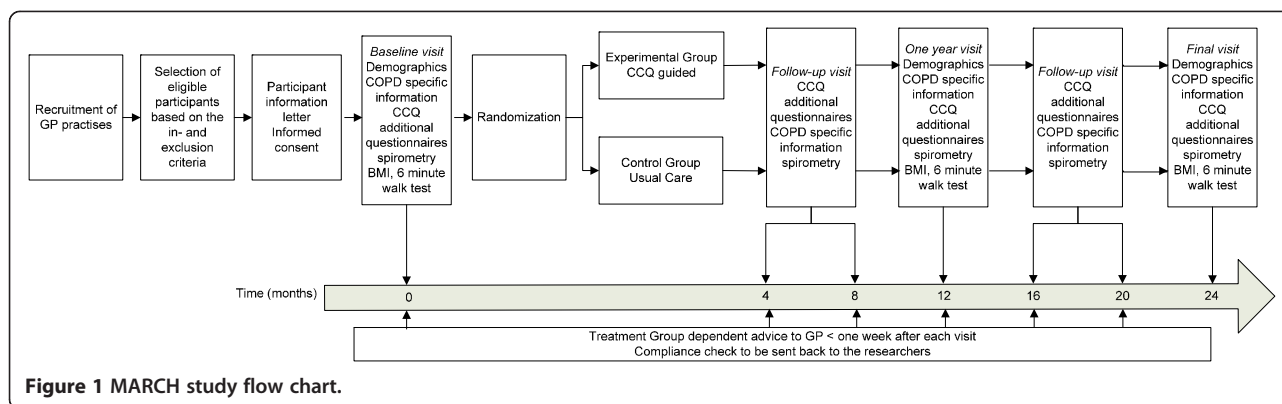 Recruitment of
GP practises
Selection of
eligible
participants
based on the
in- and
exclusion
criteria
Participant
information
letter
Informed
consent
Baseline visit
Demographics
COPD specific
information
CCQ
additional
questionnaires
spirometry
BMI, 6 minute
walk test
Randomization
Experimental Group
CCQ guided
Control Group
Usual Care
Follow-up visit
CCQ
additional
questionnaires
COPD specific
information
spirometry
One year visit
Demographics
COPD specific
information
CCQ
additional
questionnaires
spirometry
BMI, 6 minute
walk test
Follow-up visit
CCQ
additional
questionnaires
COPD specific
information
spirometry
Final visit
Demographics
COPD specific
information
CCQ
additional
questionnaires
spirometry
BMI, 6 minute
walk test
Time (months) 0 4 8 12 16 20 24
Treatment Group dependent advice to GP < one week after each visit
Compliance check to be sent back to the researchers
Figure 1 MARCH study flow chart.